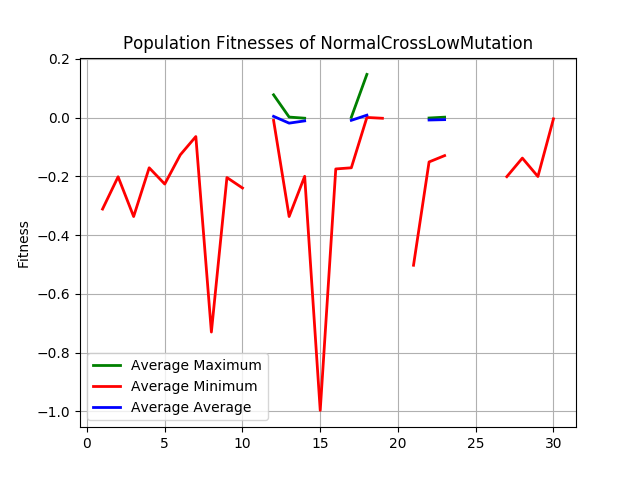 Population Fitnesses of NormalCrossLowMutation
0.2
0.0
−0.2
−0.4
−0.6
−0.8
−1.0
Fitness
Average Maximum
Average Minimum
Average Average
0 5 10 15 20 25 30